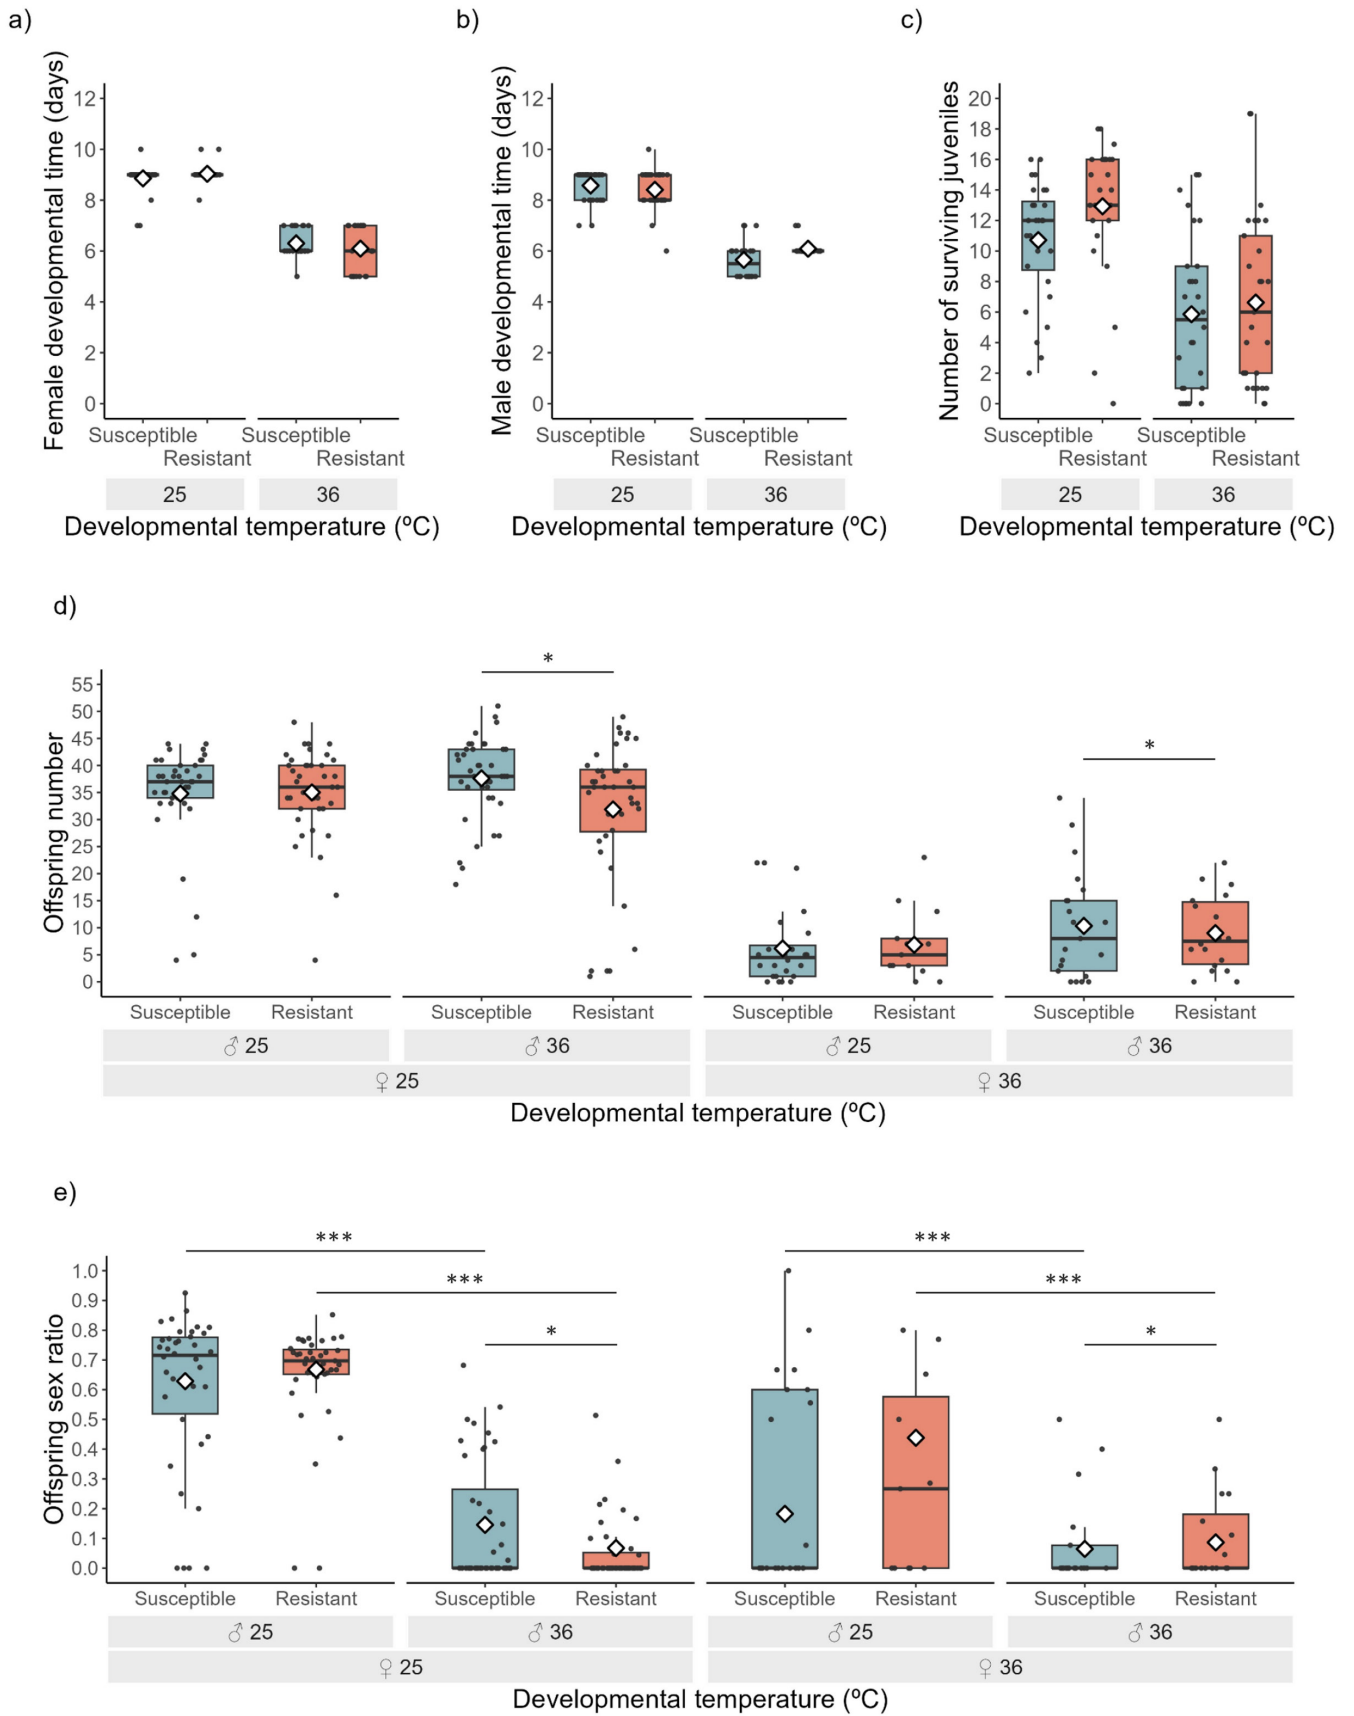 a)
Female developmental time (days)
12
10
8
6
4
2
0
Susceptible
Resistant
Susceptible
Resistant
25
36
Developmental temperature (ºC)
b)
Male developmental time (days)
12
10
8
6
4
2
0
Susceptible
Resistant
Susceptible
Resistant
25
36
Developmental temperature (ºC)
c)
Number of surviving juveniles
20
18
16
14
12
10
8
6
4
2
0
Susceptible
Resistant
Susceptible
Resistant
25
36
Developmental temperature (ºC)
d)
Offspring number
55
50
45
40
35
30
25
20
15
10
5
0
*
*
Susceptible
Resistant
Susceptible
Resistant
Susceptible
Resistant
Susceptible
Resistant
♂ 25
♂ 36
♂ 25
♂ 36
♀ 25
♀ 36
Developmental temperature (ºC)
e)
Offspring sex ratio
1.0
0.9
0.8
0.7
0.6
0.5
0.4
0.3
0.2
0.1
0.0
***
***
*
***
***
*
Susceptible
Resistant
Susceptible
Resistant
Susceptible
Resistant
Susceptible
Resistant
♂ 25
♂ 36
♂ 25
♂ 36
♀ 25
♀ 36
Developmental temperature (ºC)